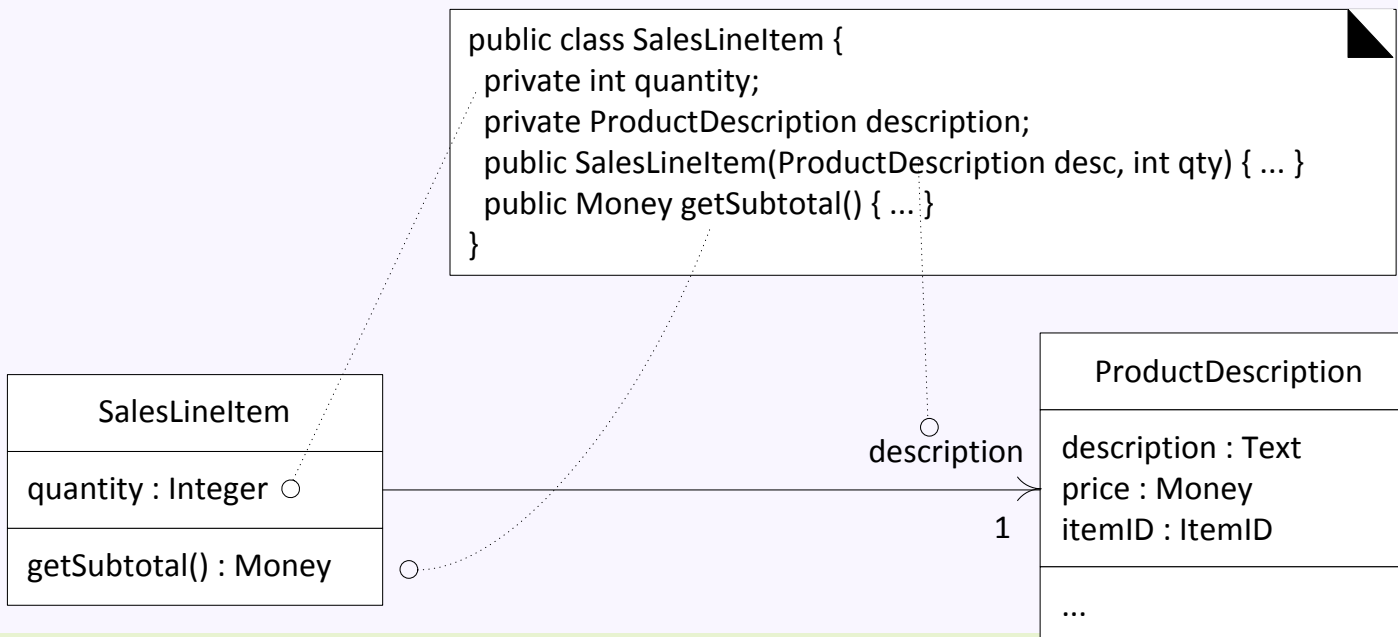 public class SalesLineItem {
private int quantity;
private ProductDescription description;
public SalesLineItem(ProductDescription desc, int qty) { ... }
public Money getSubtotal() { ... }
}
SalesLineItem
quantity : Integer
getSubtotal() : Money
description
1
ProductDescription
description : Text
price : Money
itemID : ItemID
...